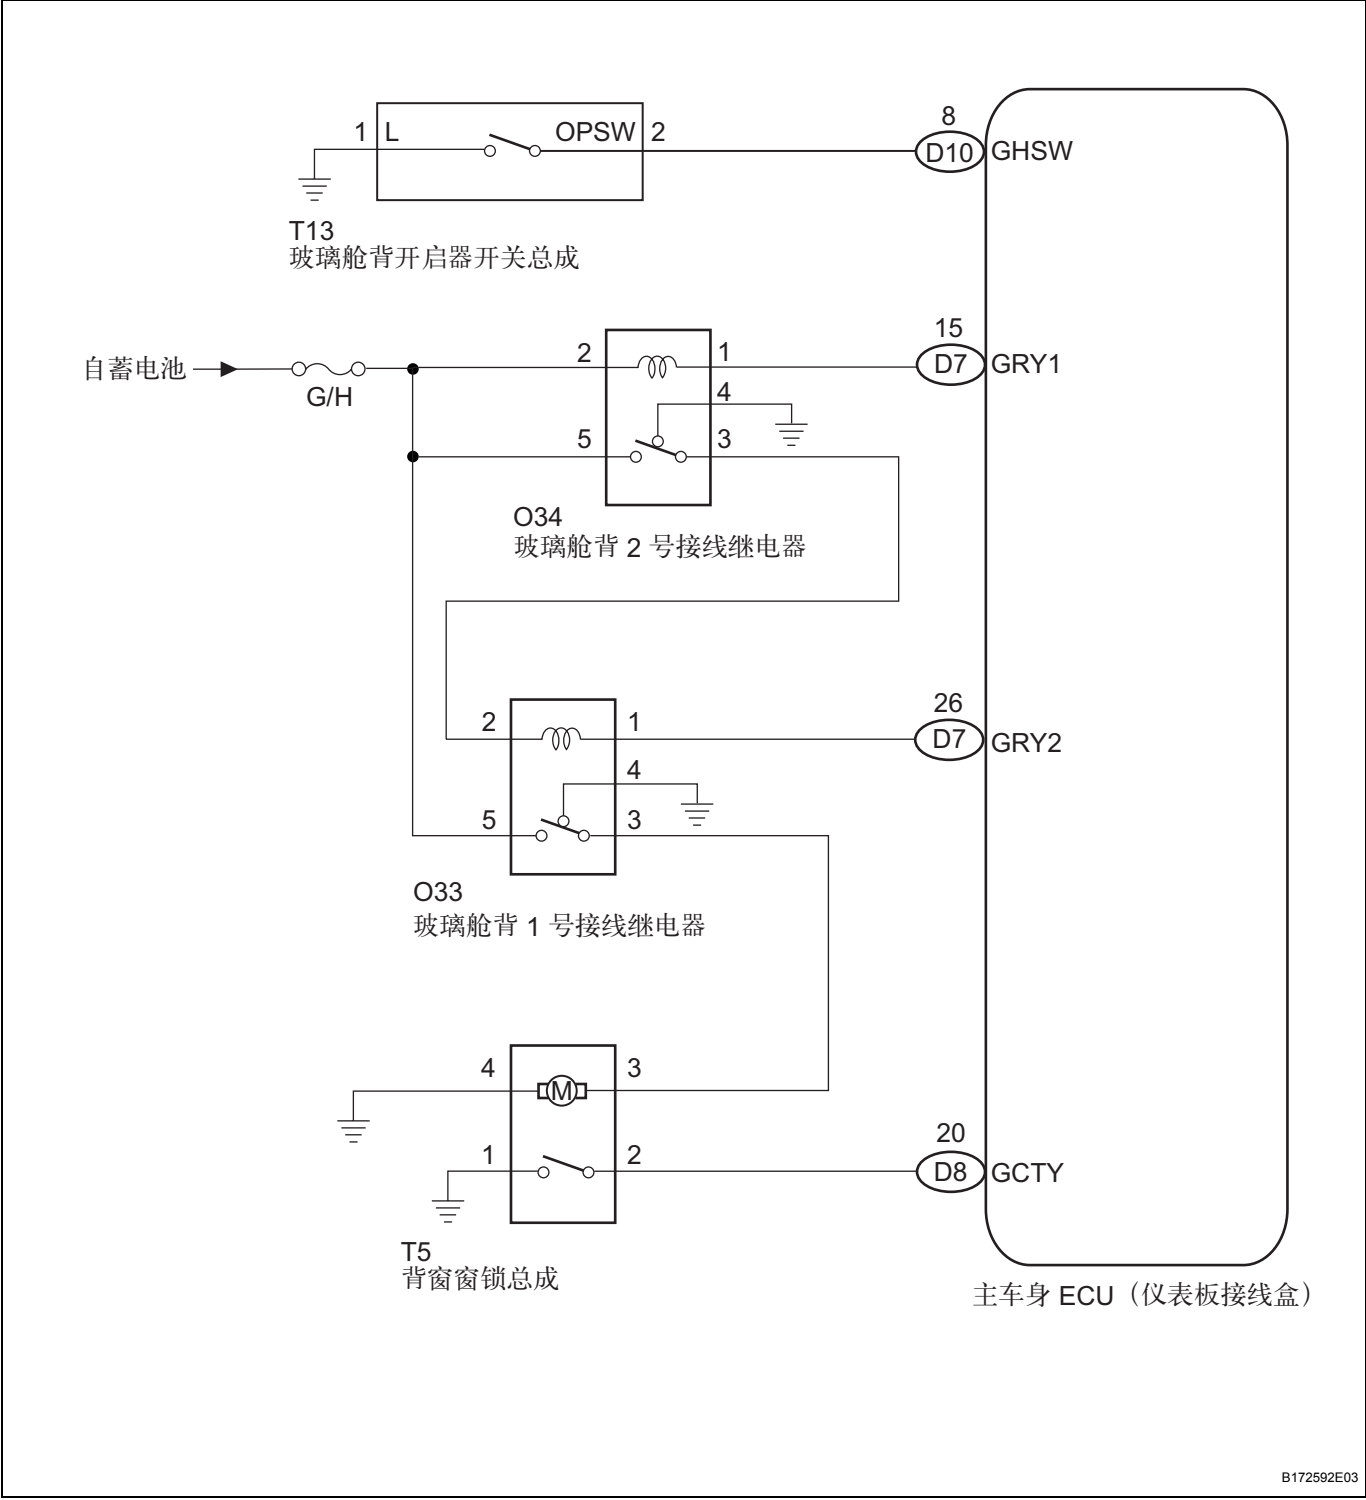 8
1 L OPSW 2
D10 GHSW
T13
玻璃舱背开启器开关总成
15
自蓄电池
G/H
2 1
D7 GRY1
4
5 3
O34
玻璃舱背 2 号接线继电器
26
2 1
D7 GRY2
4
5 3
O33
玻璃舱背 1 号接线继电器
4 3
M
20
1 2
D8 GCTY
T5
背窗窗锁总成
主车身 ECU（仪表板接线盒）
B172592E03